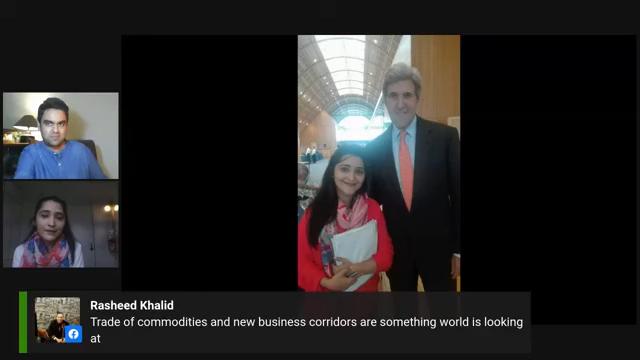 Rasheed Khalid
Trade of commodities and new business corridors are something world is looking
at